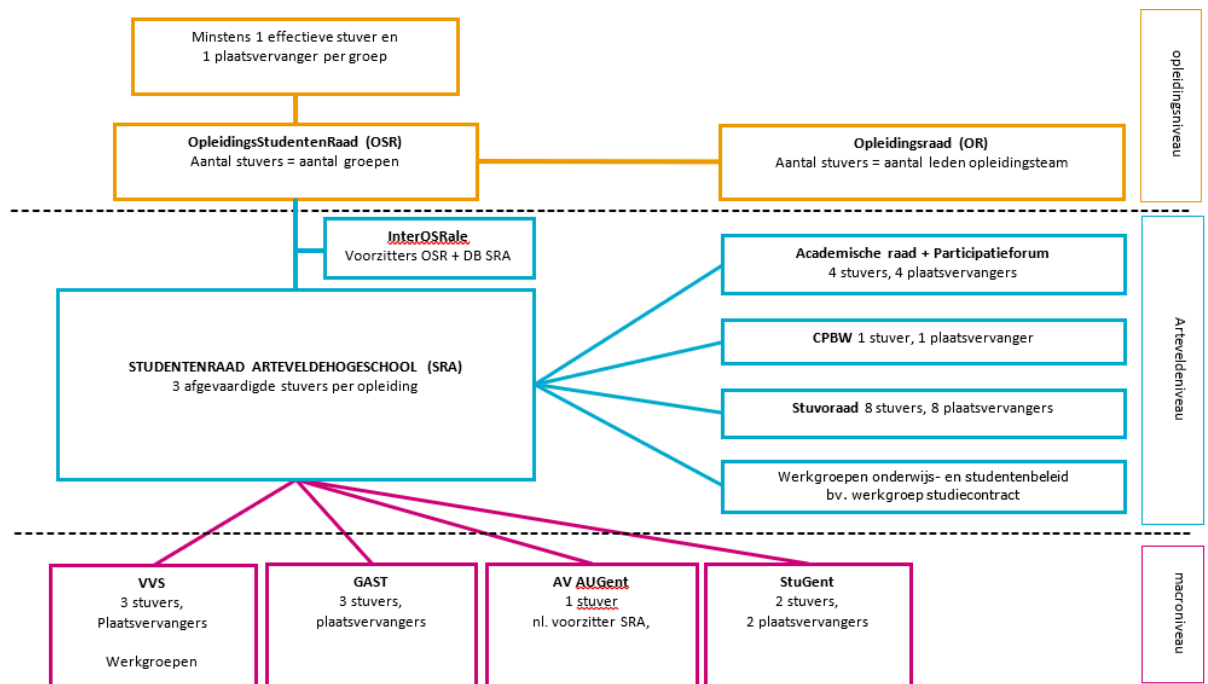 Minstens 1 effectieve stuver en
1 plaatsvervanger per groep
opleidingsniveau
OpleidingsStudentenRaad (OSR)
Aantal stuvers = aantal groepen
Opleidingsraad (OR)
Aantal stuvers = aantal leden opleidingsteam
InterOSRale
Voorzitters OSR + DB SRA
Academische raad + Participatieforum
4 stuvers, 4 plaatsvervangers
Arteveldeniveau
STUDENTENRAAD ARTEVELDEHOGESCHOOL (SRA)
3 afgevaardigde stuvers per opleiding
CPBW 1 stuver, 1 plaatsvervanger
Stuvoraad 8 stuvers, 8 plaatsvervangers
Werkgroepen onderwijs- en studentenbeleid
bv. werkgroep studiecontract
VVS
3 stuvers,
Plaatsvervangers
Werkgroepen
GAST
3 stuvers,
plaatsvervangers
AV AUGent
1 stuver
nl. voorzitter SRA,
StuGent
2 stuvers,
2 plaatsvervangers
macroniveau